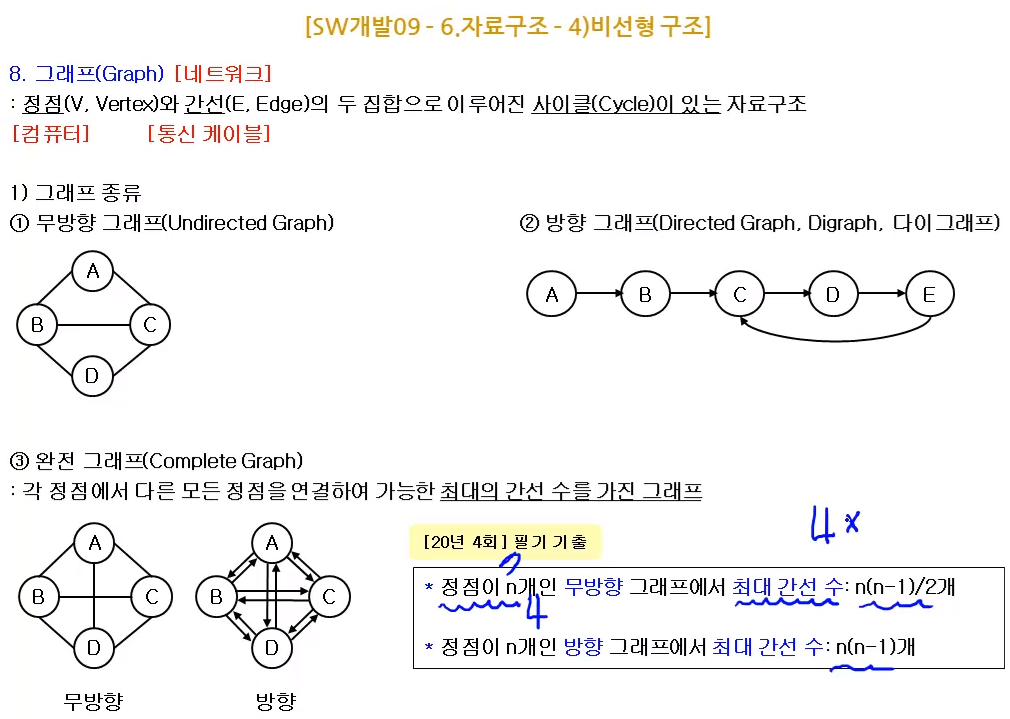 [SW개발09 - 6.자료구조 - 4)비선형 구조]
8. 그래프(Graph) [네트워크]
: 정점(V, Vertex)와 간선(E, Edge)의 두 집합으로 이루어진 사이클(Cycle)이 있는 자료구조
[컴퓨터] [통신 케이블]
1) 그래프 종류
① 무방향 그래프(Undirected Graph)
② 방향 그래프(Directed Graph, Digraph, 다이그래프)
A
B C
D
A B C D E
③ 완전 그래프(Complete Graph)
: 각 정점에서 다른 모든 정점을 연결하여 가능한 최대의 간선 수를 가진 그래프
A
B C
D
무방향
A
B C
D
방향
4 x
[20년 4회] 필기 기출
* 정점이 n개인 무방향 그래프에서 최대 간선 수: n(n-1)/2개
4
* 정점이 n개인 방향 그래프에서 최대 간선 수: n(n-1)개